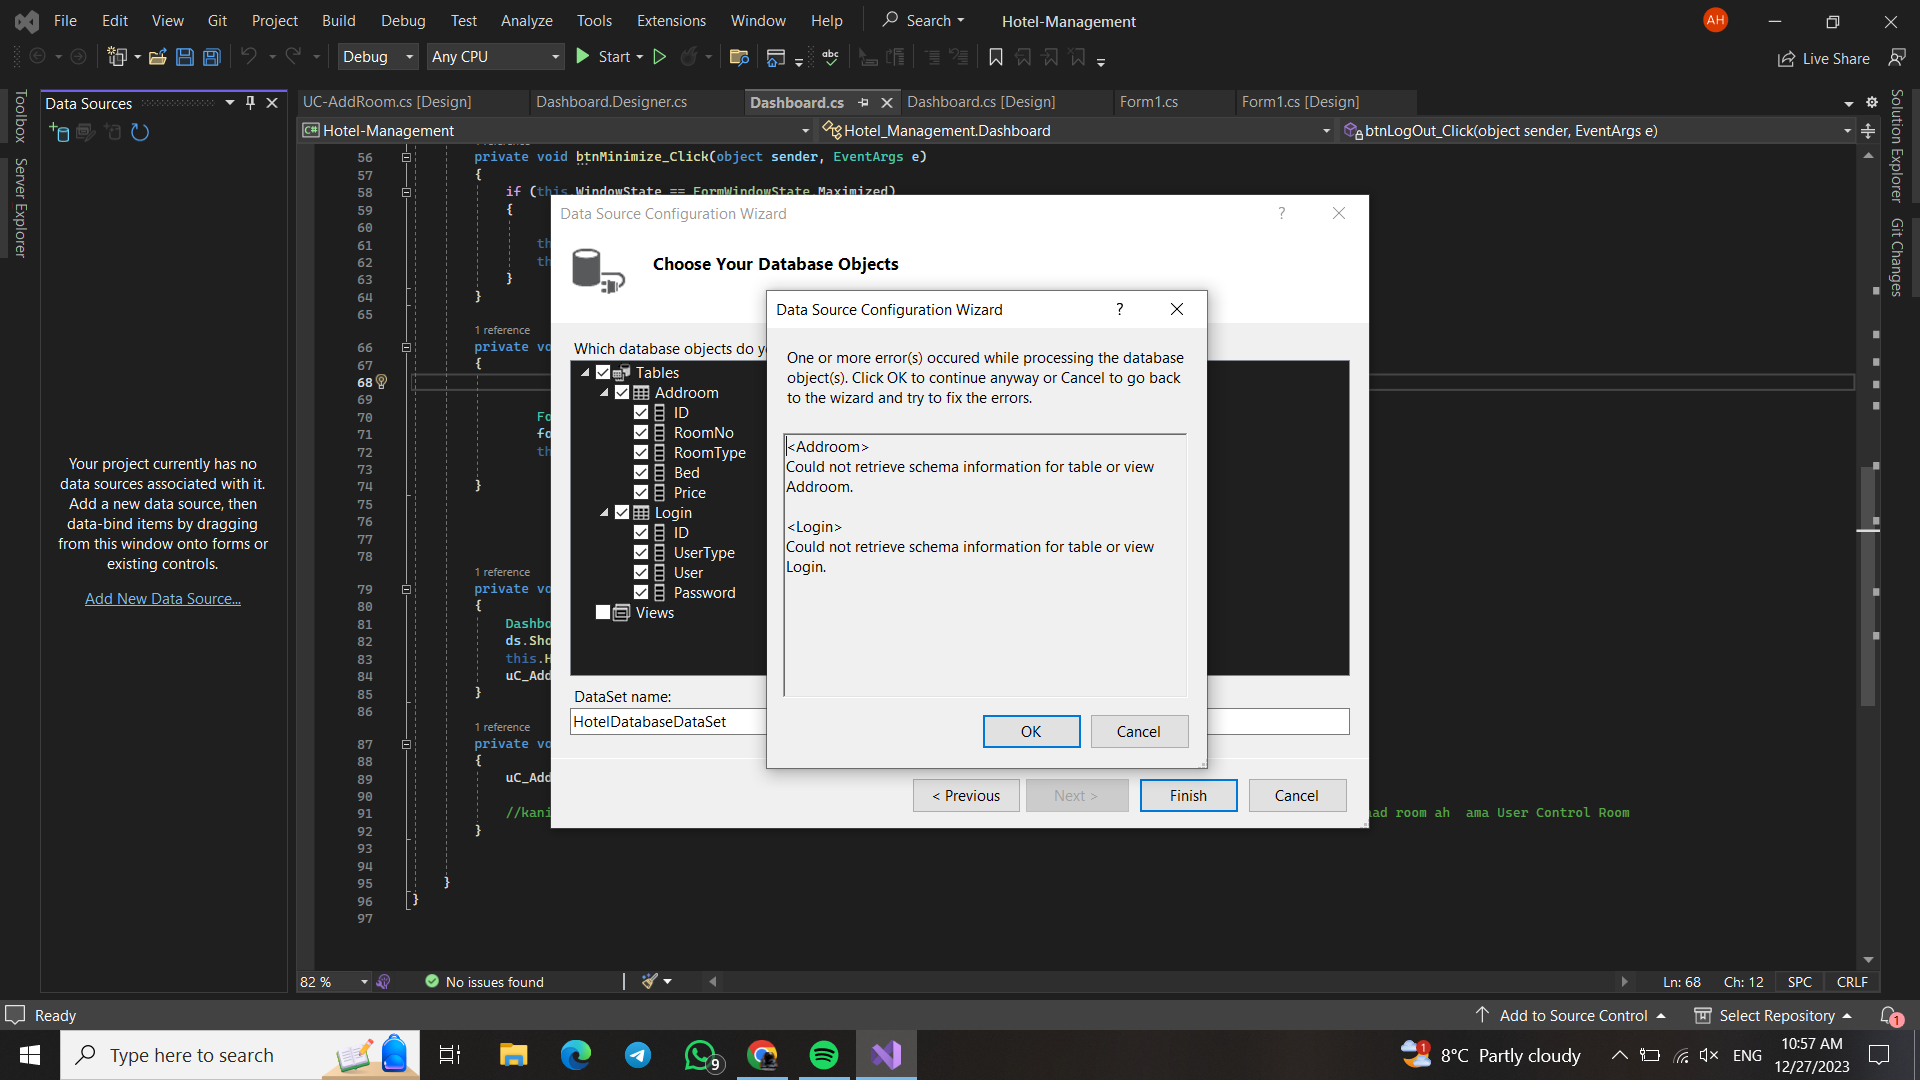 File Edit View Git Project Build Debug Test Analyze Tools Extensions Window Help Search Hotel-Management AH
Debug Any CPU Start abc Live Share
Toolbox
Server Explorer
Data Sources
UC-AddRoom.cs [Design] Dashboard.Designer.cs Dashboard.cs Dashboard.cs [Design] Form1.cs Form1.cs [Design]
C# Hotel-Management Hotel_Management.Dashboard btnLogOut_Click(object sender, EventArgs e)
Solution Explorer
Git Changes
Your project currently has no
data sources associated with it.
Add a new data source, then
data-bind items by dragging
from this window onto forms or
existing controls.
Add New Data Source...
56 private void btnMinimize_Click(object sender, EventArgs e)
57 {
58 if (this.WindowState == FormWindowState.Maximized)
59 {
60
61 th
62 th
63 }
64 }
65
1 reference
66 private vo
67 {
68
69
70 Fo
71 fo
72 th
73
74 }
75
76
77
78
1 reference
79 private vo
80 {
81 Dashbo
82 ds.Sho
83 this.H
84 uC_Add
85 }
86
1 reference
87 private vo
88 {
89 uC_Add
90
91 //kani ad room ah ama User Control Room
92 }
93
94
95 }
96 }
97
Data Source Configuration Wizard ?
Choose Your Database Objects
Which database objects do yo
Tables
Addroom
ID
RoomNo
RoomType
Bed
Price
Login
ID
UserType
User
Password
Views
DataSet name:
HotelDatabaseDataSet
< Previous Next > Finish Cancel
Data Source Configuration Wizard ?
One or more error(s) occured while processing the database
object(s). Click OK to continue anyway or Cancel to go back
to the wizard and try to fix the errors.
<Addroom>
Could not retrieve schema information for table or view
Addroom.
<Login>
Could not retrieve schema information for table or view
Login.
OK Cancel
82 % No issues found Ln: 68 Ch: 12 SPC CRLF
Ready Add to Source Control Select Repository 1
Type here to search 9 1 8°C Partly cloudy ENG 10:57 AM
12/27/2023